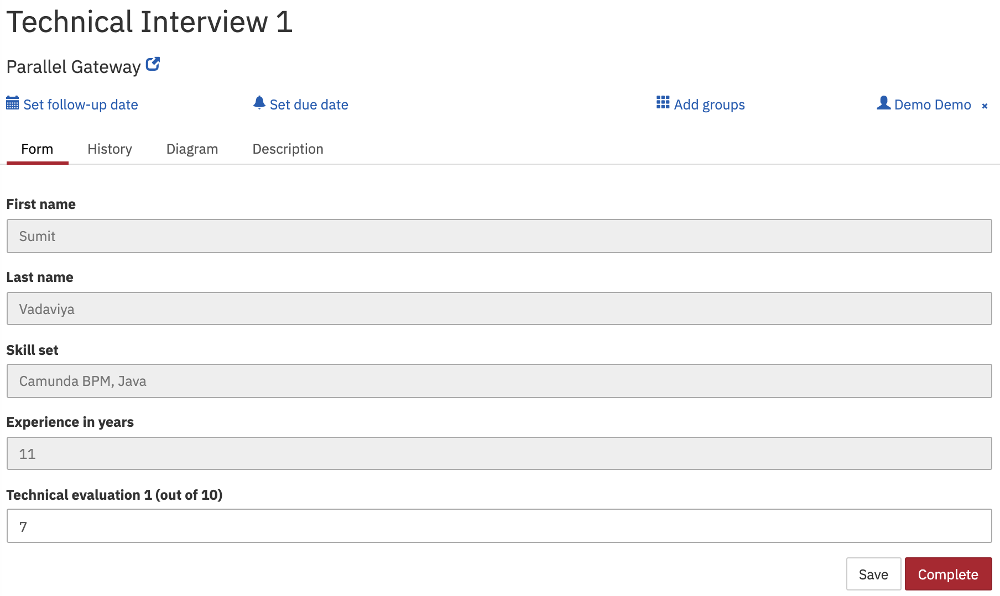 Technical Interview 1
Parallel Gateway
Set follow-up date Set due date Add groups Demo Demo ×
Form History Diagram Description
First name
Sumit
Last name
Vadaviya
Skill set
Camunda BPM, Java
Experience in years
11
Technical evaluation 1 (out of 10)
7
Save Complete